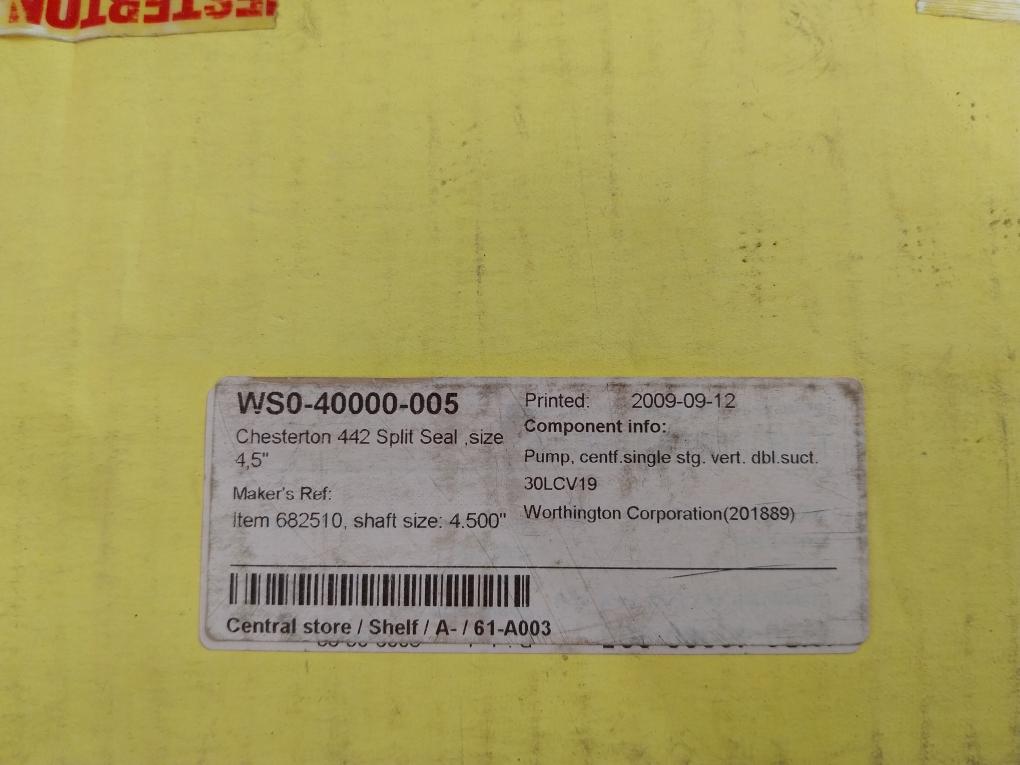 ESTERTON
WS0-40000-005
Chesterton 442 Split Seal ,size
4,5"
Maker's Ref:
Item 682510, shaft size: 4.500"
Printed: 2009-09-12
Component info:
Pump, centf.single stg. vert. dbl.suct.
30LCV19
Worthington Corporation(201889)
Central store / Shelf / A- / 61-A003